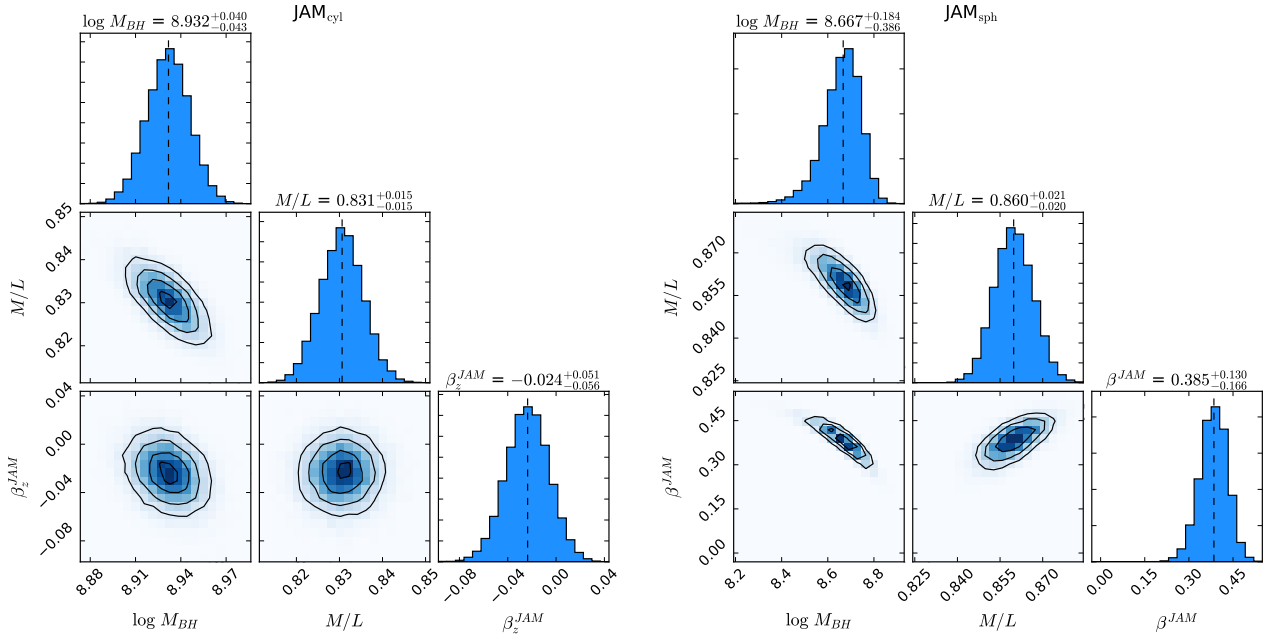 JAM_cyl
log M_BH = 8.932^{+0.040}_{-0.043}
M/L = 0.831^{+0.015}_{-0.015}
β_z^{JAM} = −0.024^{+0.051}_{-0.056}
M/L
0.85
0.84
0.83
0.82
β_z^{JAM}
0.04
0.00
−0.04
−0.08
8.88 8.91 8.94 8.97
0.82 0.83 0.84 0.85
−0.08 −0.04 0.00 0.04
log M_BH
M/L
β_z^{JAM}
JAM_sph
log M_BH = 8.667^{+0.184}_{-0.386}
M/L = 0.860^{+0.021}_{-0.020}
β^{JAM} = 0.385^{+0.130}_{-0.166}
M/L
0.870
0.855
0.840
0.825
β^{JAM}
0.45
0.30
0.15
0.00
8.2 8.4 8.6 8.8
0.825 0.840 0.855 0.870
0.00 0.15 0.30 0.45
log M_BH
M/L
β^{JAM}